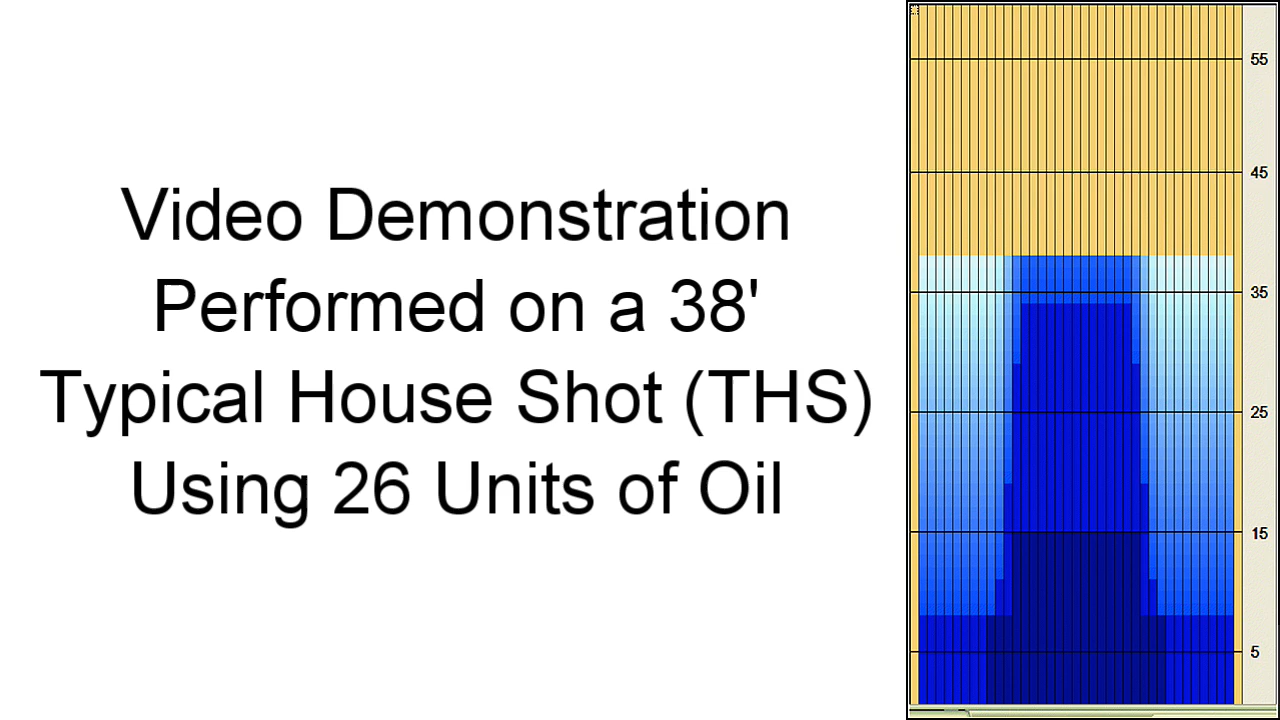 Video Demonstration
Performed on a 38'
Typical House Shot (THS)
Using 26 Units of Oil
55
45
35
25
15
5